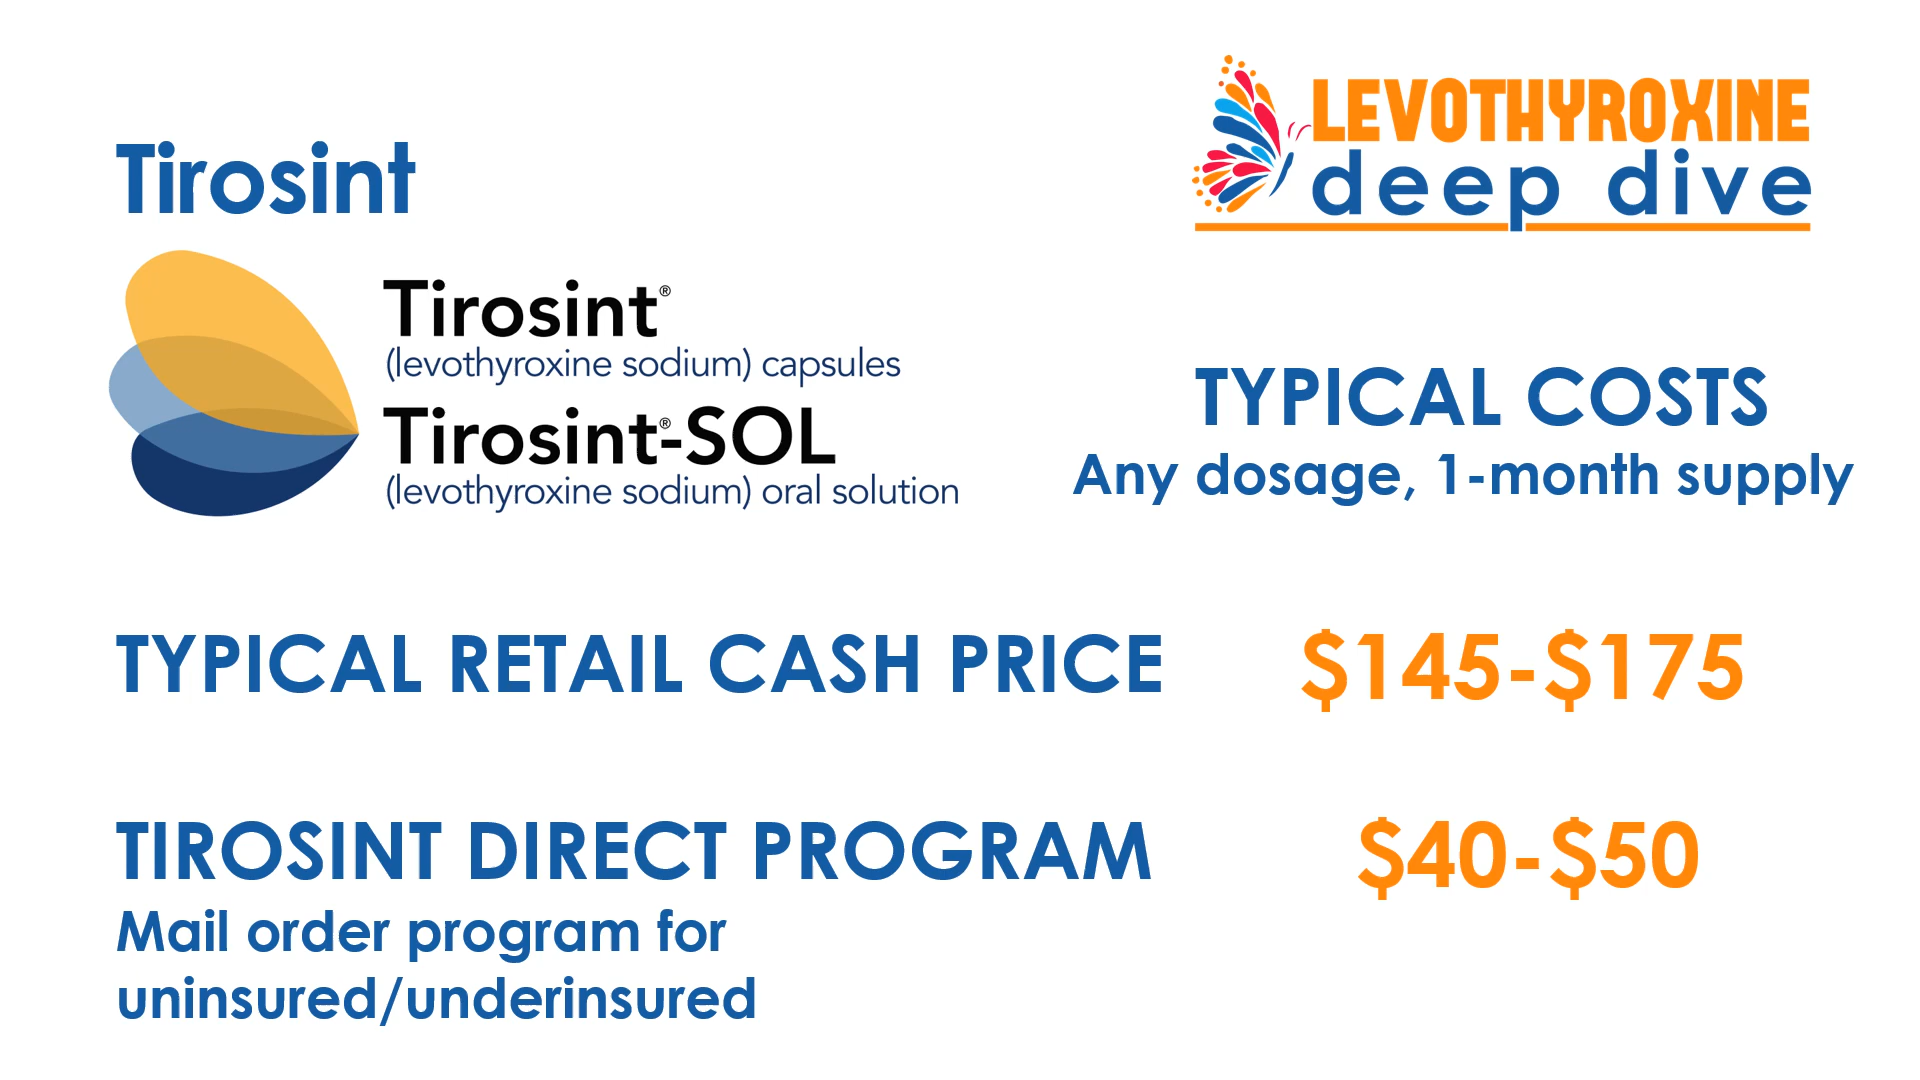 Tirosint
LEVOTHYROXINE
deep dive
Tirosint®
(levothyroxine sodium) capsules
Tirosint®-SOL
(levothyroxine sodium) oral solution
TYPICAL COSTS
Any dosage, 1-month supply
TYPICAL RETAIL CASH PRICE $145-$175
TIROSINT DIRECT PROGRAM $40-$50
Mail order program for
uninsured/underinsured